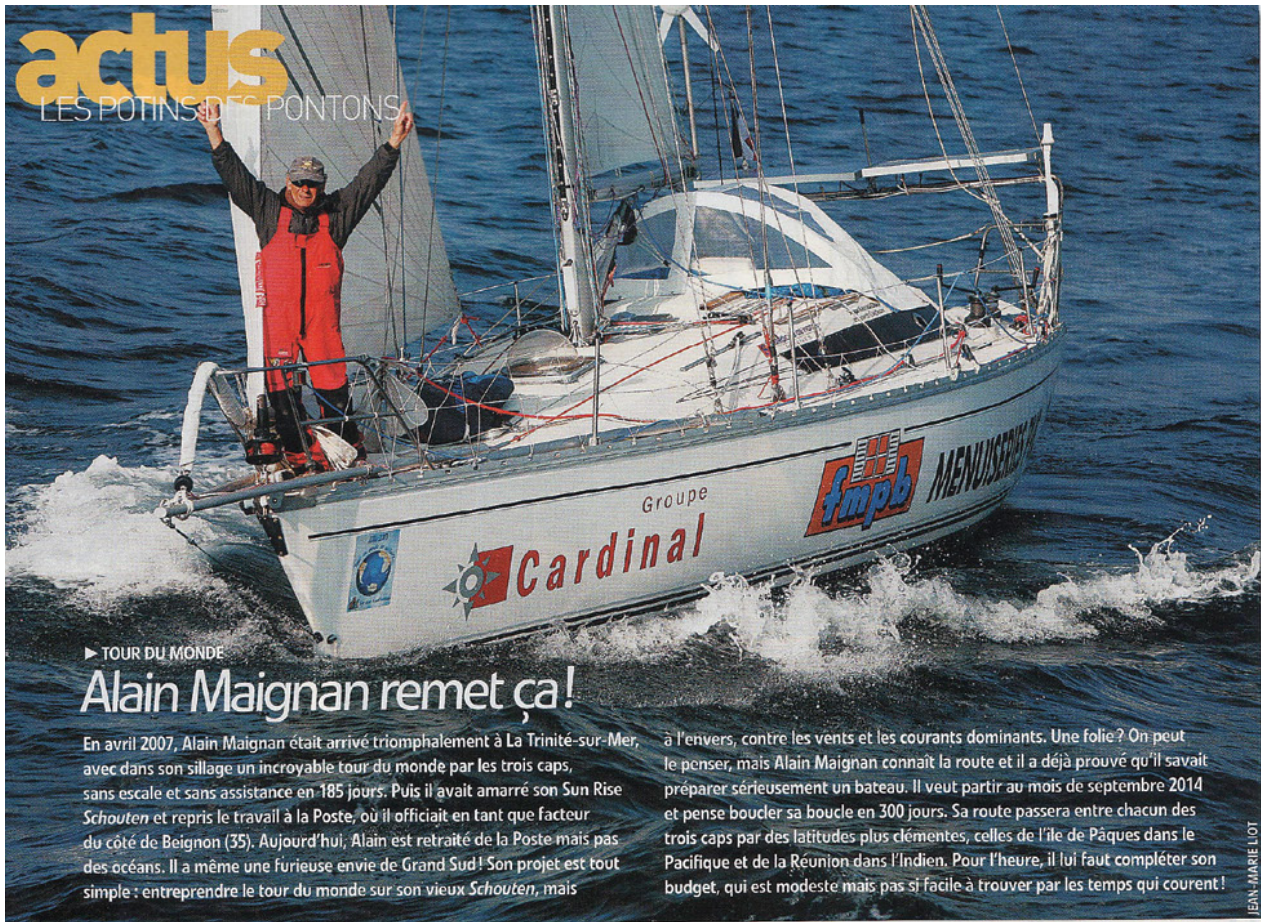 actus
LES POTINS DES PONTONS
Groupe
Cardinal
fmpb
MENUISERIES
► TOUR DU MONDE
Alain Maignan remet ça !
En avril 2007, Alain Maignan était arrivé triomphalement à La Trinité-sur-Mer,
avec dans son sillage un incroyable tour du monde par les trois caps,
sans escale et sans assistance en 185 jours. Puis il avait amarré son Sun Rise
Schouten et repris le travail à la Poste, où il officiait en tant que facteur
du côté de Beignon (35). Aujourd'hui, Alain est retraité de la Poste mais pas
des océans. Il a même une furieuse envie de Grand Sud ! Son projet est tout
simple : entreprendre le tour du monde sur son vieux Schouten, mais
à l'envers, contre les vents et les courants dominants. Une folie ? On peut
le penser, mais Alain Maignan connaît la route et il a déjà prouvé qu'il savait
préparer sérieusement un bateau. Il veut partir au mois de septembre 2014
et pense boucler sa boucle en 300 jours. Sa route passera entre chacun des
trois caps par des latitudes plus clémentes, celles de l'île de Pâques dans le
Pacifique et de la Réunion dans l'Indien. Pour l'heure, il lui faut compléter son
budget, qui est modeste mais pas si facile à trouver par les temps qui courent !
JEAN-MARIE LIOT